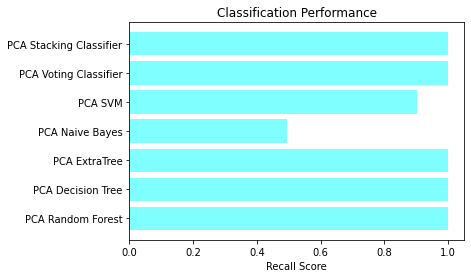 Classification Performance
PCA Stacking Classifier
PCA Voting Classifier
PCA SVM
PCA Naive Bayes
PCA ExtraTree
PCA Decision Tree
PCA Random Forest
0.0 0.2 0.4 0.6 0.8 1.0
Recall Score